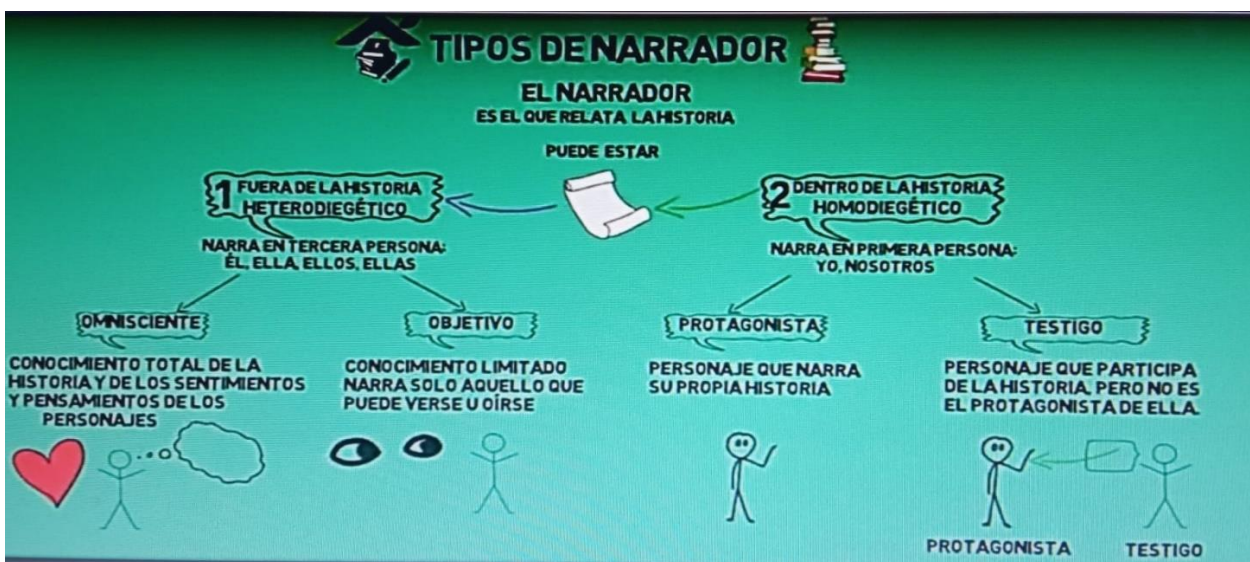 TIPOS DE NARRADOR
EL NARRADOR
ES EL QUE RELATA LA HISTORIA
PUEDE ESTAR
1 FUERA DE LA HISTORIA
HETERODIEGÉTICO
NARRA EN TERCERA PERSONA:
ÉL, ELLA, ELLOS, ELLAS
OMNISCIENTE
CONOCIMIENTO TOTAL DE LA
HISTORIA Y DE LOS SENTIMIENTOS
Y PENSAMIENTOS DE LOS
PERSONAJES
OBJETIVO
CONOCIMIENTO LIMITADO
NARRA SOLO AQUELLO QUE
PUEDE VERSE U OÍRSE
2 DENTRO DE LA HISTORIA
HOMODIEGÉTICO
NARRA EN PRIMERA PERSONA:
YO, NOSOTROS
PROTAGONISTA
PERSONAJE QUE NARRA
SU PROPIA HISTORIA
TESTIGO
PERSONAJE QUE PARTICIPA
DE LA HISTORIA, PERO NO ES
EL PROTAGONISTA DE ELLA.
PROTAGONISTA
TESTIGO